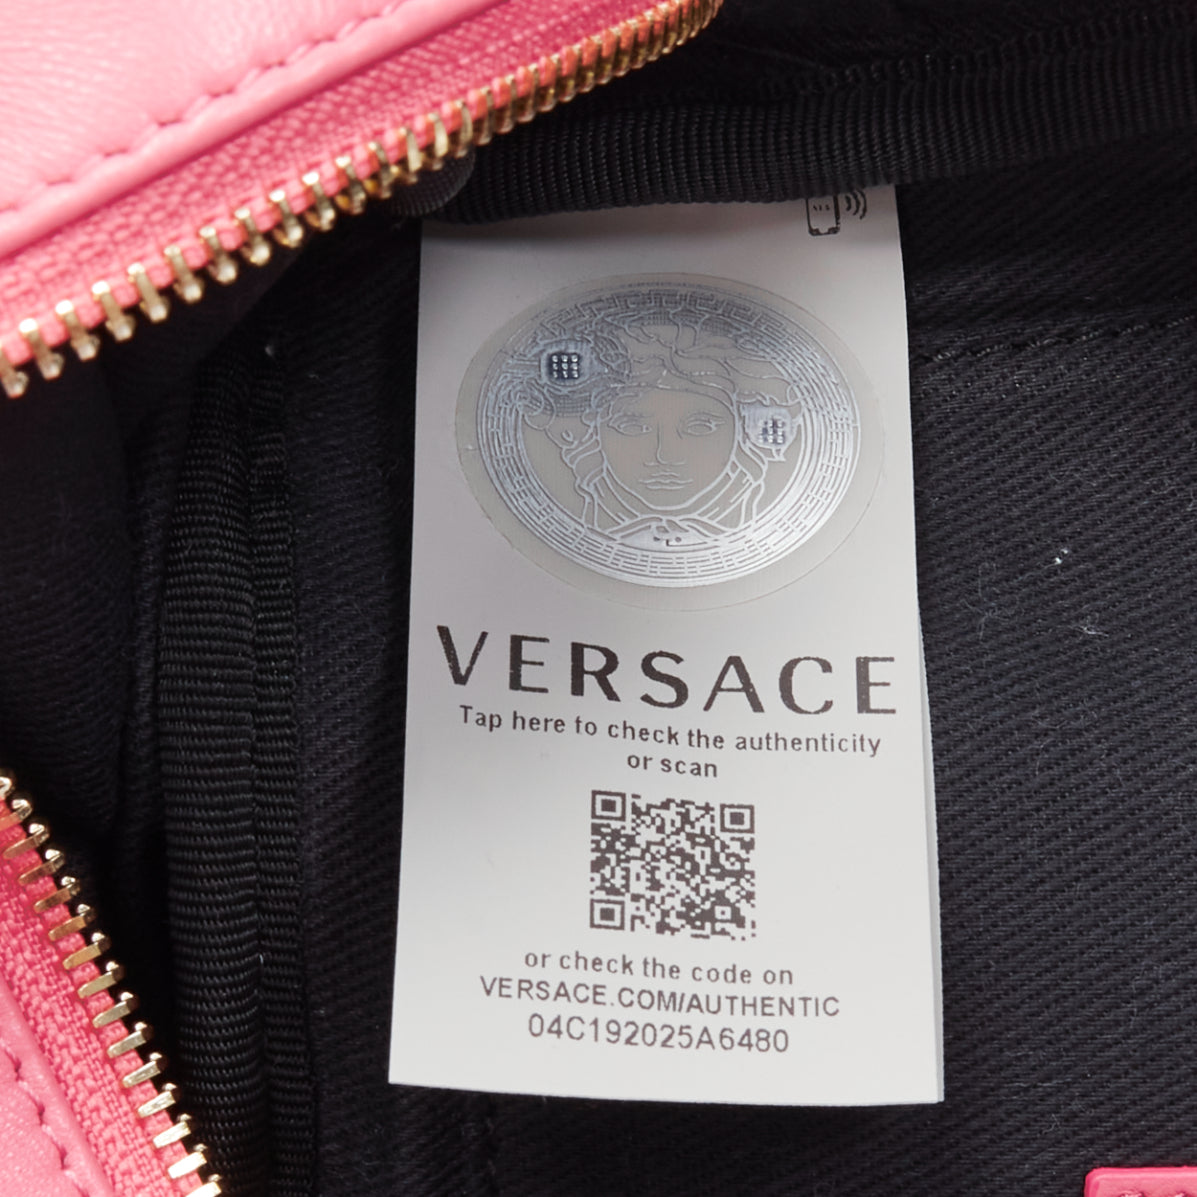 VERSACE
Tap here to check the authenticity
or scan
or check the code on
VERSACE.COM/AUTHENTIC
04C192025A6480